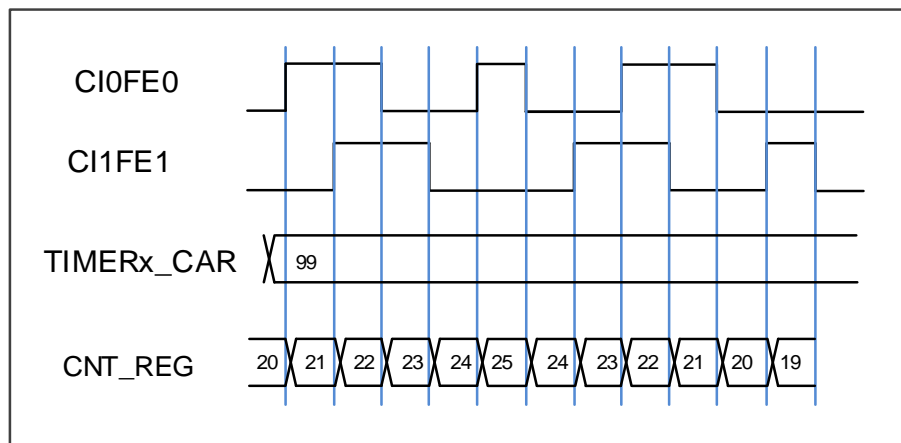 CI0FE0
CI1FE1
TIMERx_CAR 99
CNT_REG 20 21 22 23 24 25 24 23 22 21 20 19